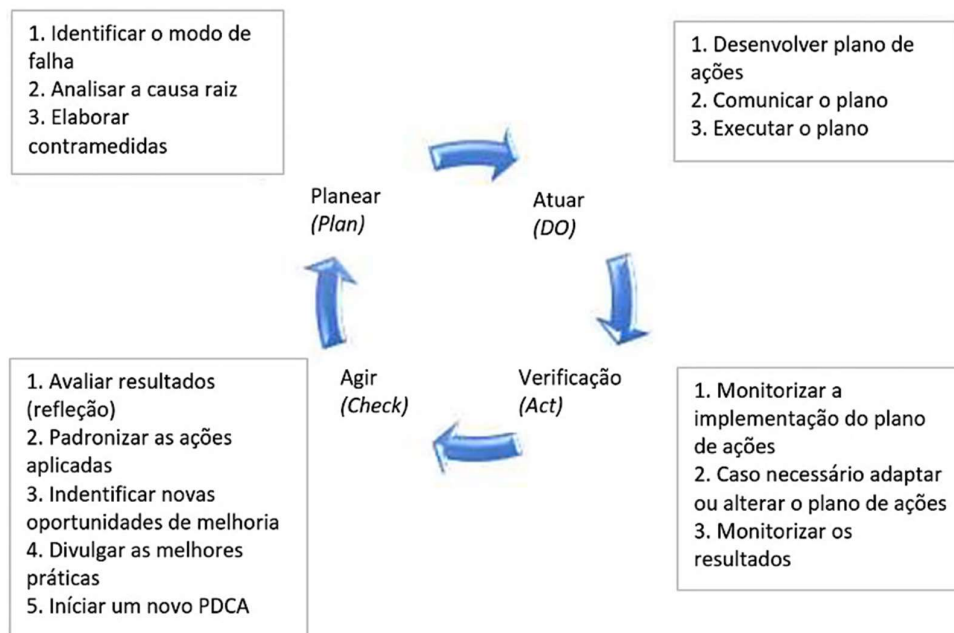 1. Identificar o modo de
falha
2. Analisar a causa raiz
3. Elaborar
contramedidas
1. Desenvolver plano de
ações
2. Comunicar o plano
3. Executar o plano
Planear
(Plan)
Atuar
(DO)
Agir
(Check)
Verificação
(Act)
1. Avaliar resultados
(refleção)
2. Padronizar as ações
aplicadas
3. Indentificar novas
oportunidades de melhoria
4. Divulgar as melhores
práticas
5. Iníciar um novo PDCA
1. Monitorizar a
implementação do plano
de ações
2. Caso necessário adaptar
ou alterar o plano de ações
3. Monitorizar os
resultados